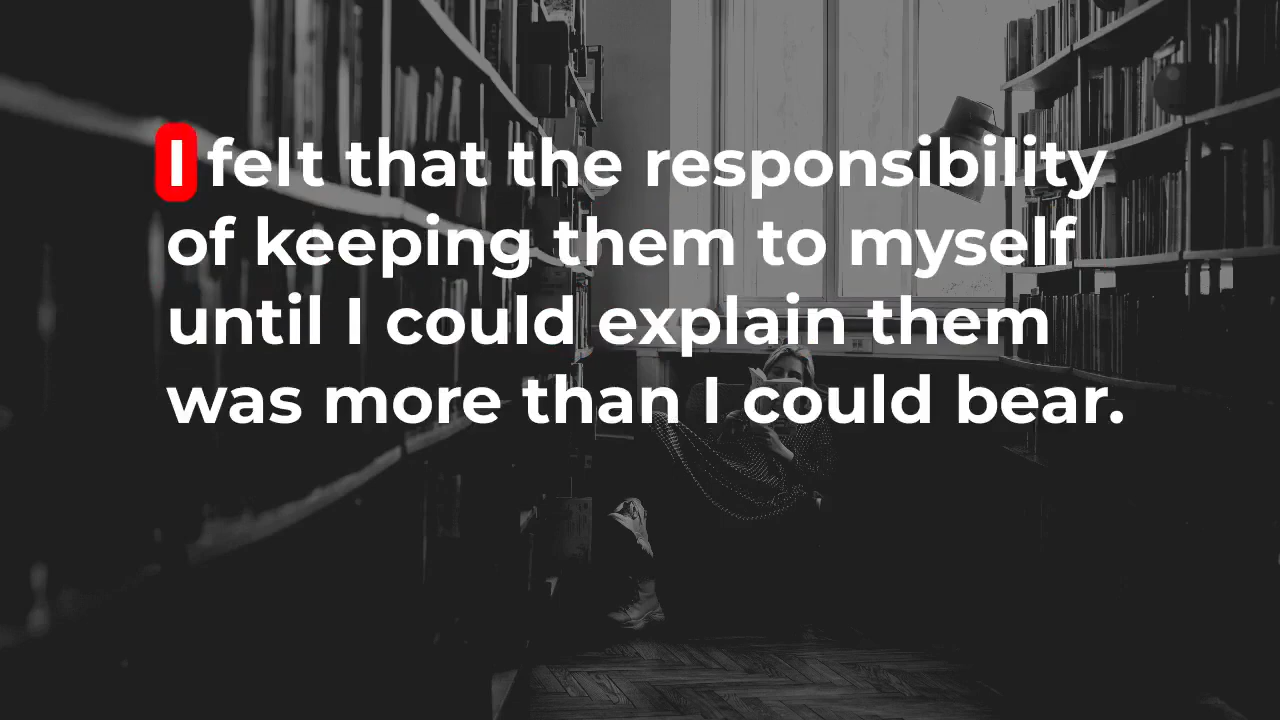 I felt that the responsibility
of keeping them to myself
until I could explain them
was more than I could bear.